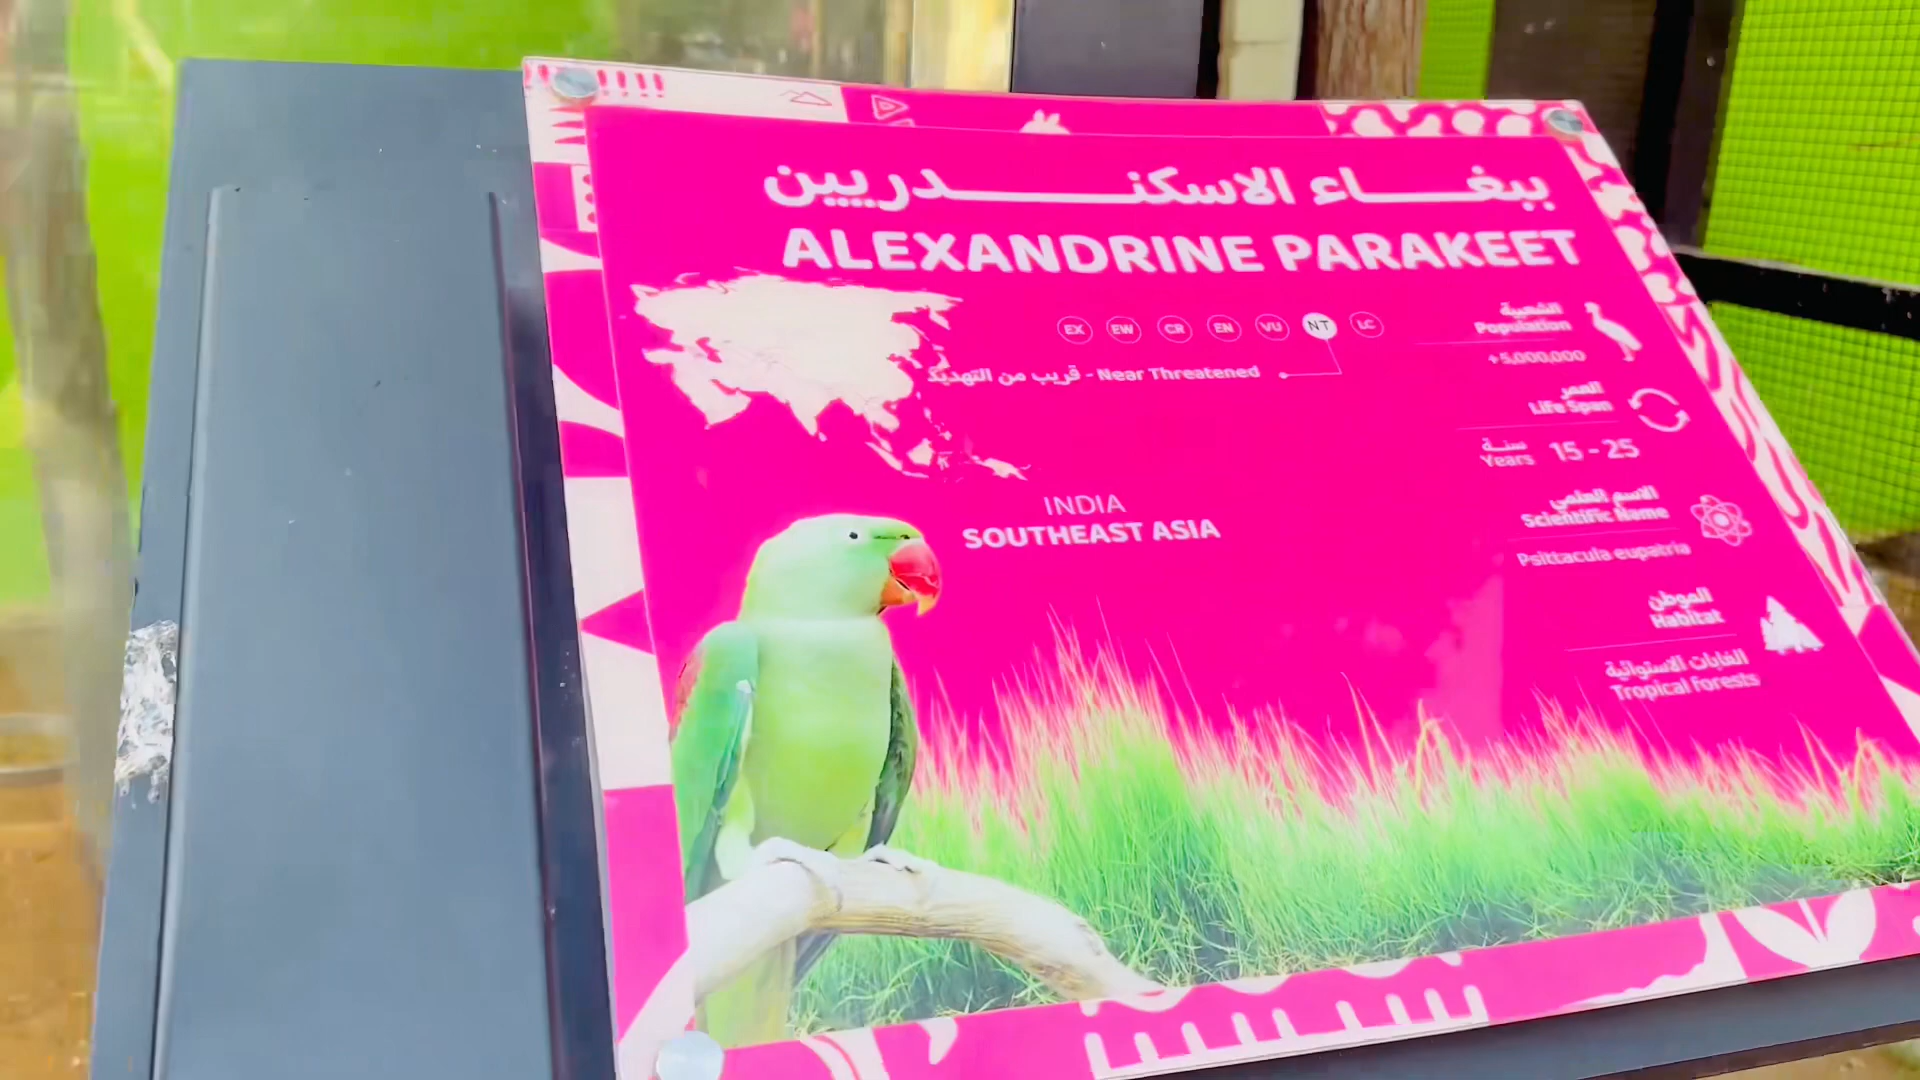 ببغاء الاسكندريين
ALEXANDRINE PARAKEET
EX EW CR EN VU NT LC
قريب من التهديد - Near Threatened
INDIA
SOUTHEAST ASIA
الشعبية
Population
+5,000,000
العمر
Life Span
سنة
Years 15 - 25
الاسم العلمي
Scientific Name
Psittacula eupatria
الموطن
Habitat
الغابات الاستوائية
Tropical Forests